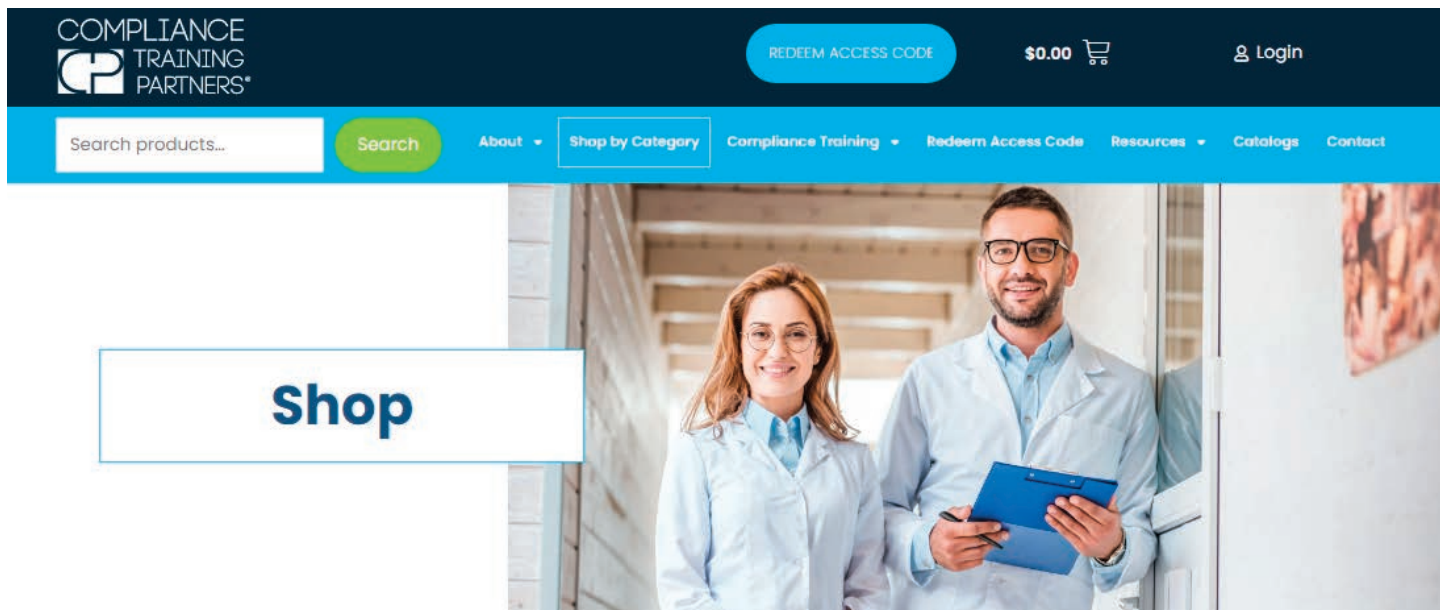 COMPLIANCE
TRAINING
PARTNERS®
REDEEM ACCESS CODE
$0.00
Login
Search products...
Search
About
Shop by Category
Compliance Training
Redeem Access Code
Resources
Catalogs
Contact
Shop